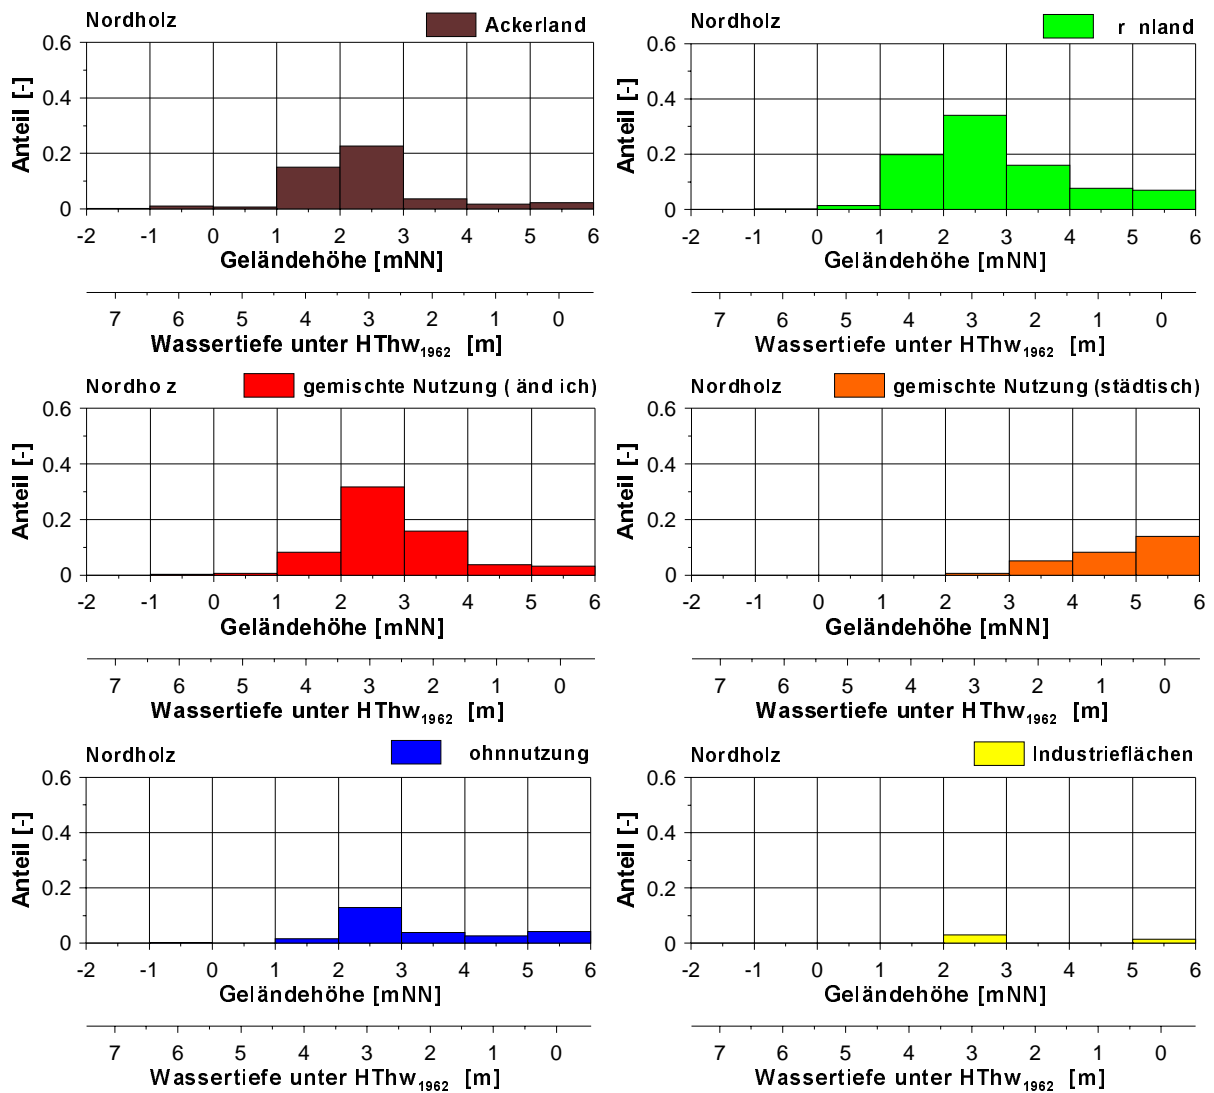 Nordholz Ackerland
0.6
0.4
0.2
0
Anteil [-]
-2 -1 0 1 2 3 4 5 6
Geländehöhe [mNN]
7 6 5 4 3 2 1 0
Wassertiefe unter HThw1962 [m]
Nordholz r nland
0.6
0.4
0.2
0
Anteil [-]
-2 -1 0 1 2 3 4 5 6
Geländehöhe [mNN]
7 6 5 4 3 2 1 0
Wassertiefe unter HThw1962 [m]
Nordho z gemischte Nutzung ( änd ich)
0.6
0.4
0.2
0
Anteil [-]
-2 -1 0 1 2 3 4 5 6
Geländehöhe [mNN]
7 6 5 4 3 2 1 0
Wassertiefe unter HThw1962 [m]
Nordholz gemischte Nutzung (städtisch)
0.6
0.4
0.2
0
Anteil [-]
-2 -1 0 1 2 3 4 5 6
Geländehöhe [mNN]
7 6 5 4 3 2 1 0
Wassertiefe unter HThw1962 [m]
Nordholz ohnnutzung
0.6
0.4
0.2
0
Anteil [-]
-2 -1 0 1 2 3 4 5 6
Geländehöhe [mNN]
7 6 5 4 3 2 1 0
Wassertiefe unter HThw1962 [m]
Nordholz Industrieflächen
0.6
0.4
0.2
0
Anteil [-]
-2 -1 0 1 2 3 4 5 6
Geländehöhe [mNN]
7 6 5 4 3 2 1 0
Wassertiefe unter HThw1962 [m]